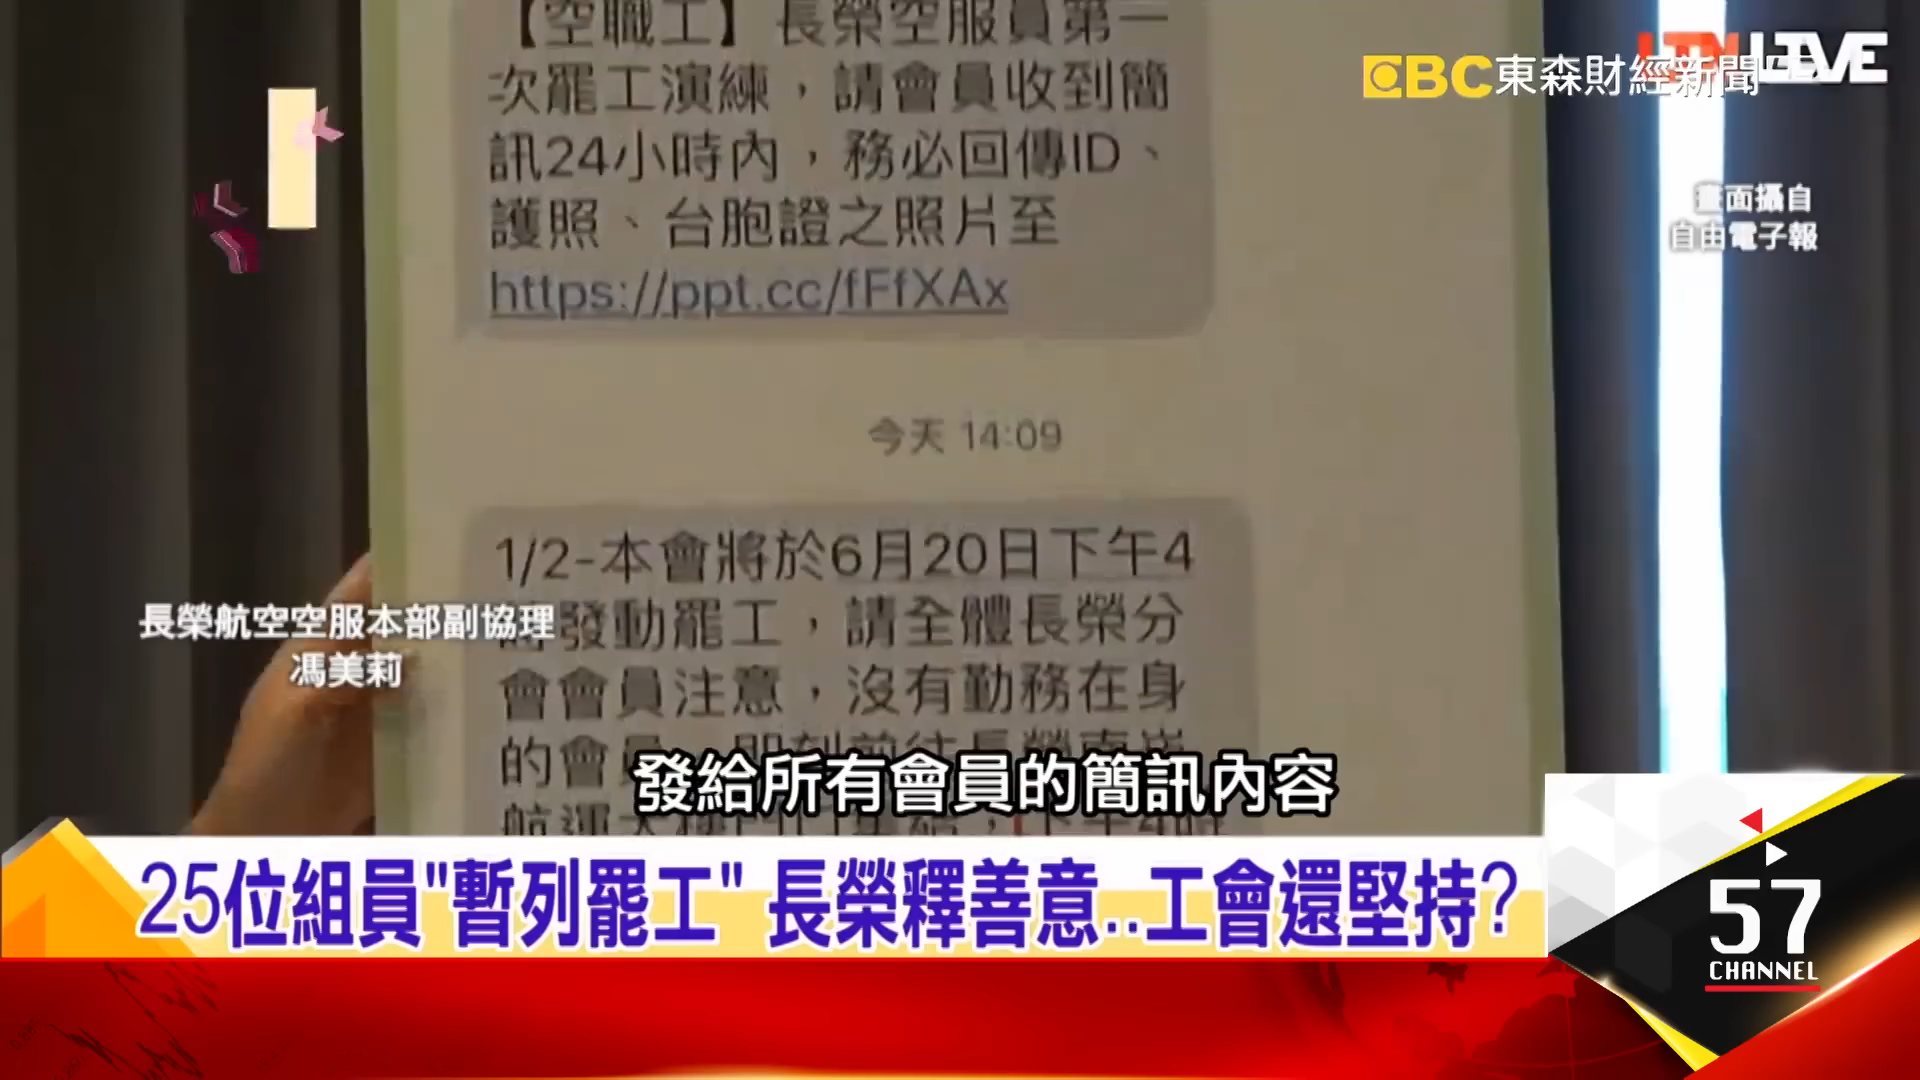 【空職工】長榮空服員第一
次罷工演練，請會員收到簡
訊24小時內，務必回傳ID、
護照、台胞證之照片至
https://ppt.cc/fFfXAx
EBC東森財經新聞
LTN LIVE
畫面攝自
自由電子報
今天 14:09
1/2-本會將於6月20日下午4
時發動罷工，請全體長榮分
會會員注意，沒有勤務在身
的會員
長榮航空空服本部副協理
馮美莉
發給所有會員的簡訊內容
25位組員"暫列罷工" 長榮釋善意..工會還堅持?
57
CHANNEL